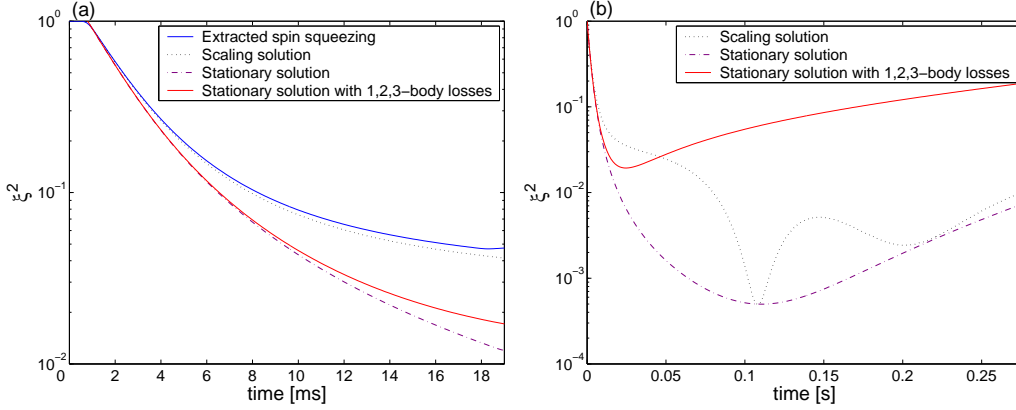 (a)
Extracted spin squeezing
Scaling solution
Stationary solution
Stationary solution with 1,2,3−body losses
10^0
10^−1
10^−2
ξ^2
0 2 4 6 8 10 12 14 16 18
time [ms]
(b)
Scaling solution
Stationary solution
Stationary solution with 1,2,3−body losses
10^0
10^−1
10^−2
10^−3
10^−4
ξ^2
0 0.05 0.1 0.15 0.2 0.25
time [s]